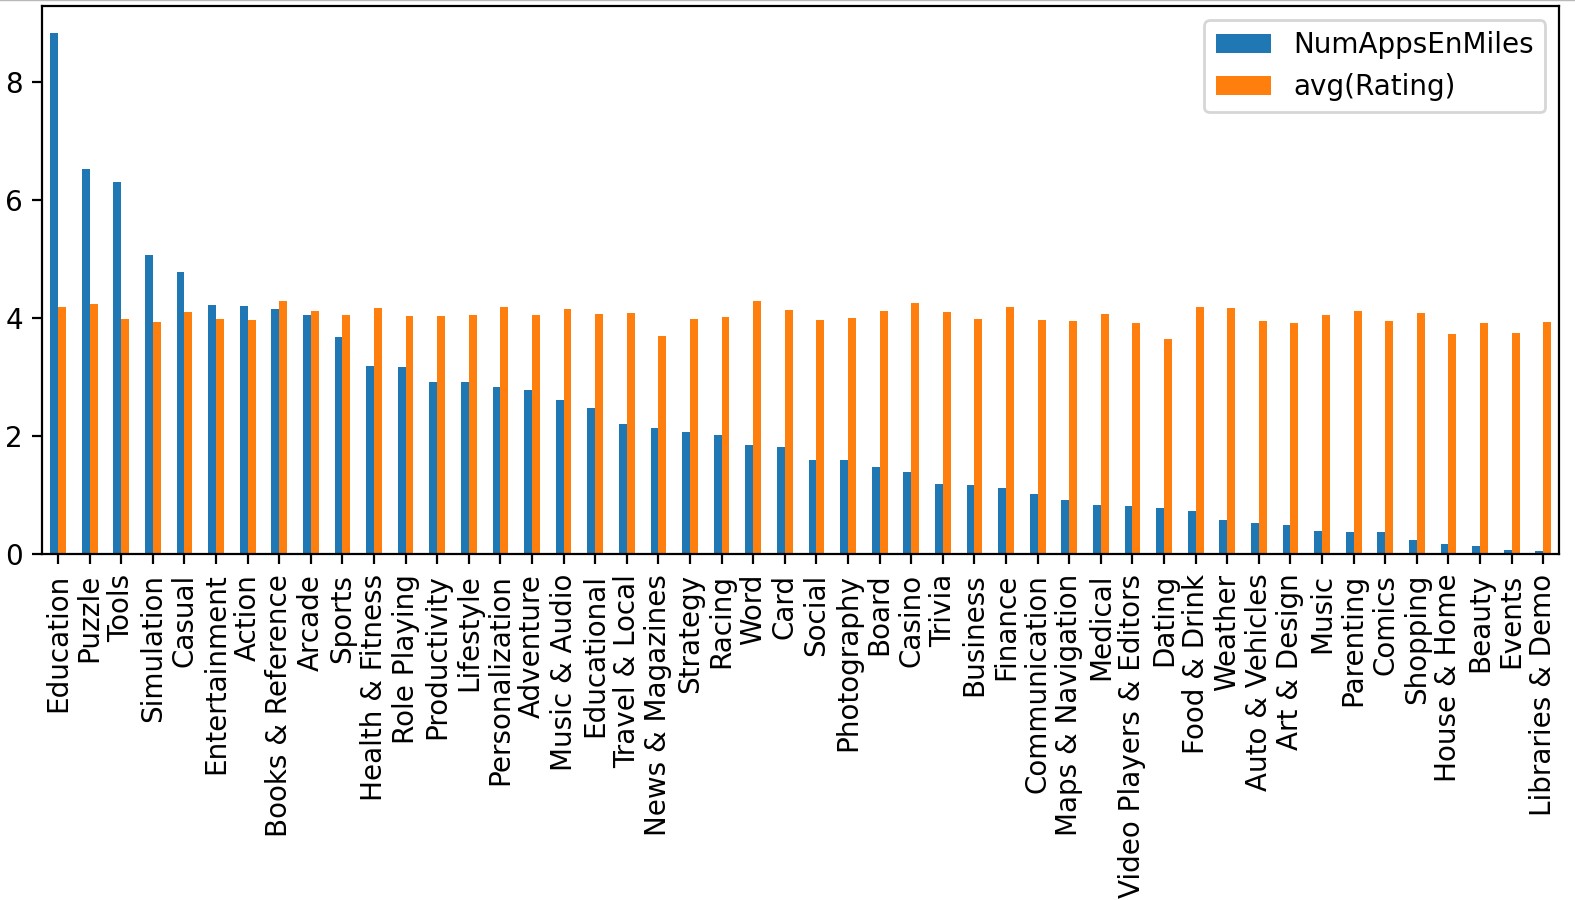 NumAppsEnMiles
avg(Rating)
8
6
4
2
0
Education
Puzzle
Tools
Simulation
Casual
Entertainment
Action
Books & Reference
Arcade
Sports
Health & Fitness
Role Playing
Productivity
Lifestyle
Personalization
Adventure
Music & Audio
Educational
Travel & Local
News & Magazines
Strategy
Racing
Word
Card
Social
Photography
Board
Casino
Trivia
Business
Finance
Communication
Maps & Navigation
Medical
Video Players & Editors
Dating
Food & Drink
Weather
Auto & Vehicles
Art & Design
Music
Parenting
Comics
Shopping
House & Home
Beauty
Events
Libraries & Demo